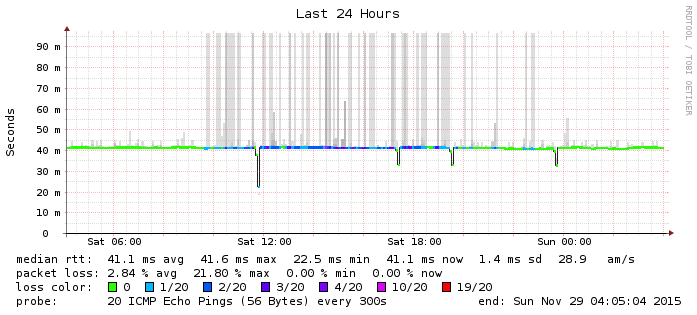 Last 24 Hours
RRDTOOL / TOBI OETIKER
Seconds
90 m
80 m
70 m
60 m
50 m
40 m
30 m
20 m
10 m
0
Sat 06:00 Sat 12:00 Sat 18:00 Sun 00:00
median rtt: 41.1 ms avg 41.6 ms max 22.5 ms min 41.1 ms now 1.4 ms sd 28.9 am/s
packet loss: 2.84 % avg 21.80 % max 0.00 % min 0.00 % now
loss color: 0 1/20 2/20 3/20 4/20 10/20 19/20
probe: 20 ICMP Echo Pings (56 Bytes) every 300s end: Sun Nov 29 04:05:04 2015